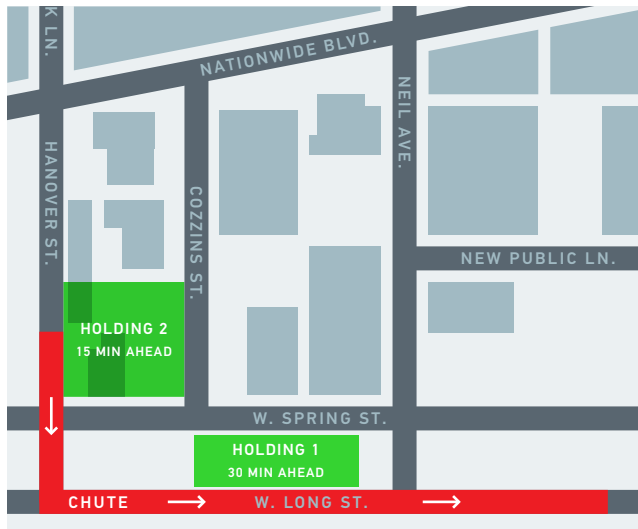 K LN.
NATIONWIDE BLVD.
NEIL AVE.
HANOVER ST.
COZZINS ST.
NEW PUBLIC LN.
HOLDING 2
15 MIN AHEAD
W. SPRING ST.
HOLDING 1
30 MIN AHEAD
CHUTE
W. LONG ST.